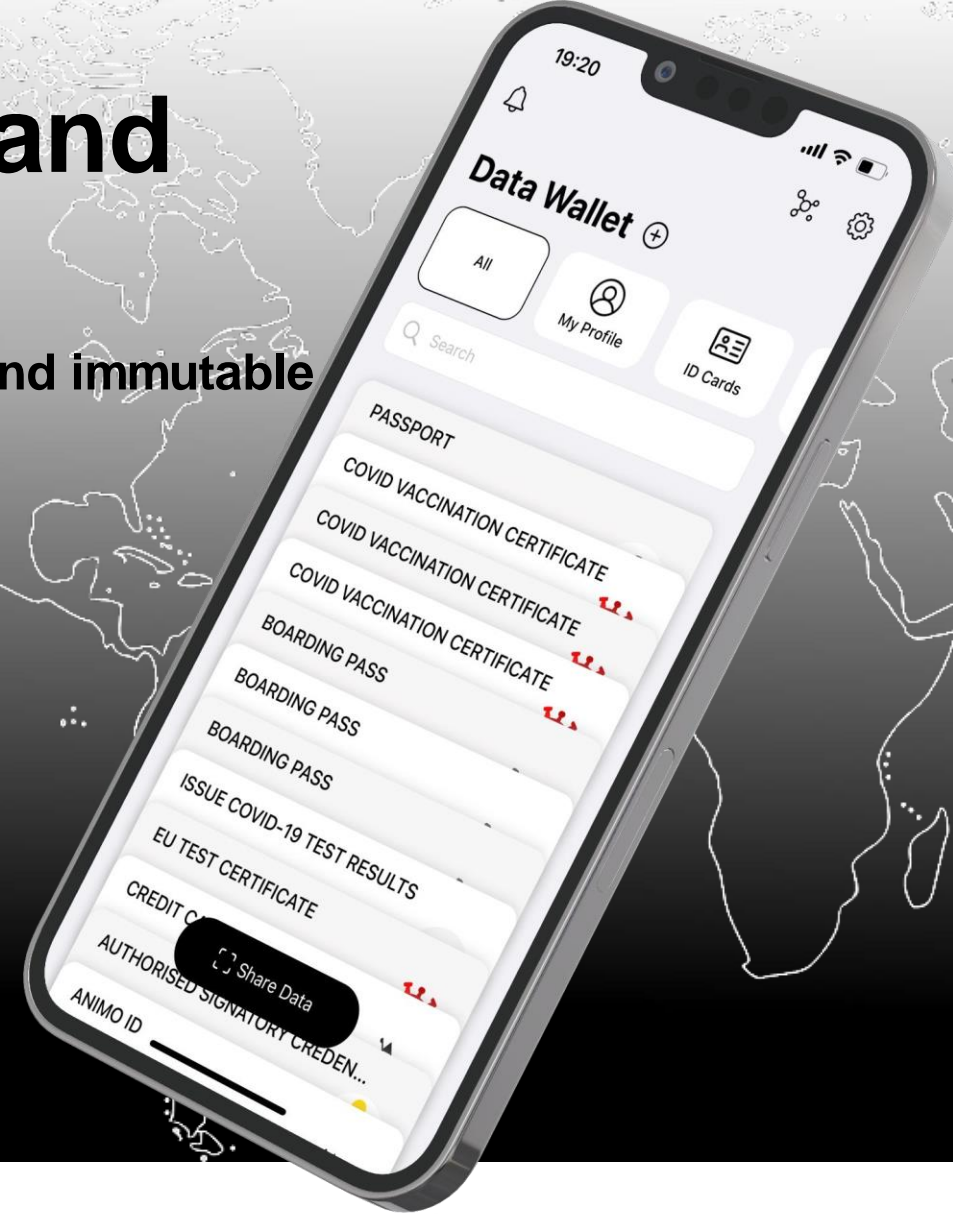 and
nd immutable
19:20
Data Wallet
All
My Profile
ID Cards
Search
PASSPORT
COVID VACCINATION CERTIFICATE
COVID VACCINATION CERTIFICATE
COVID VACCINATION CERTIFICATE
BOARDING PASS
BOARDING PASS
BOARDING PASS
ISSUE COVID-19 TEST RESULTS
EU TEST CERTIFICATE
CREDIT
AUTHORISED SIGNATORY CREDEN...
ANIMO ID
Share Data